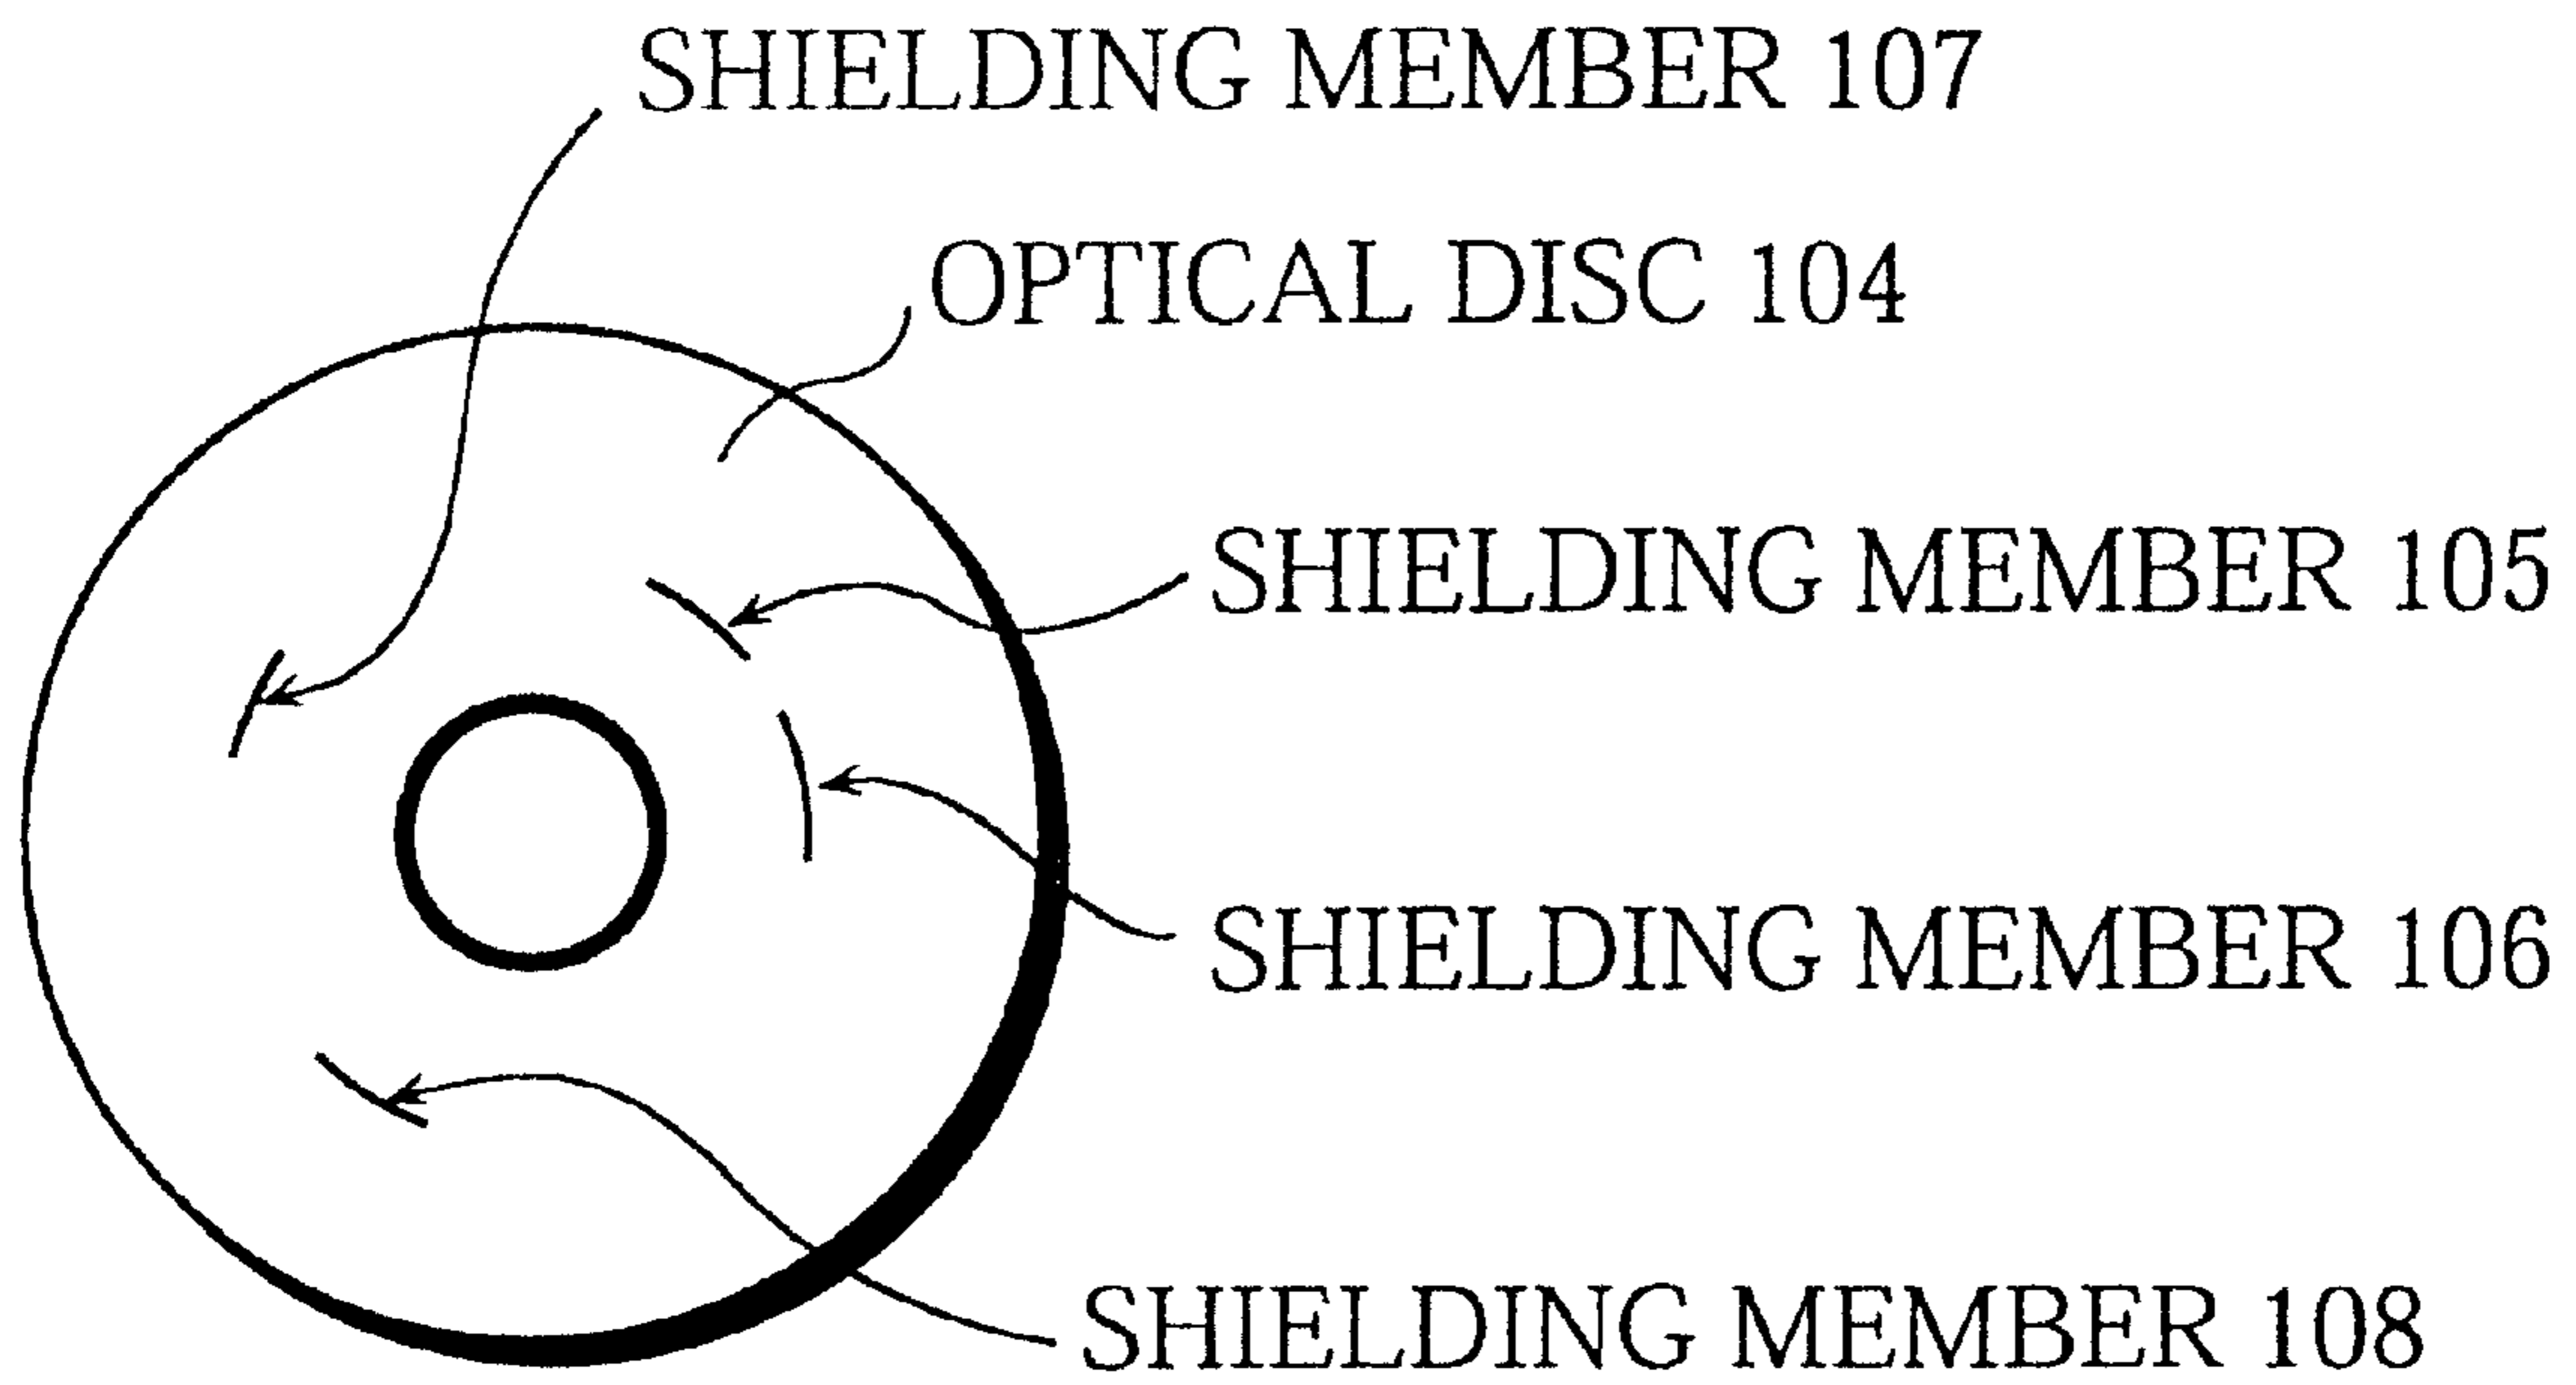 SHIELDING MEMBER 107
OPTICAL DISC 104
SHIELDING MEMBER 105
SHIELDING MEMBER 106
SHIELDING MEMBER 108